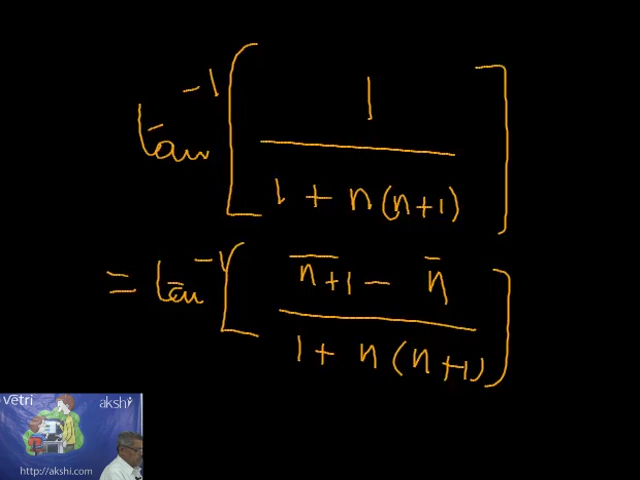 tan⁻¹ [ 1 / 1 + n(n+1) ]
= tan⁻¹ [ n+1 − n / 1 + n(n+1) ]
vetri akshi
http://akshi.com